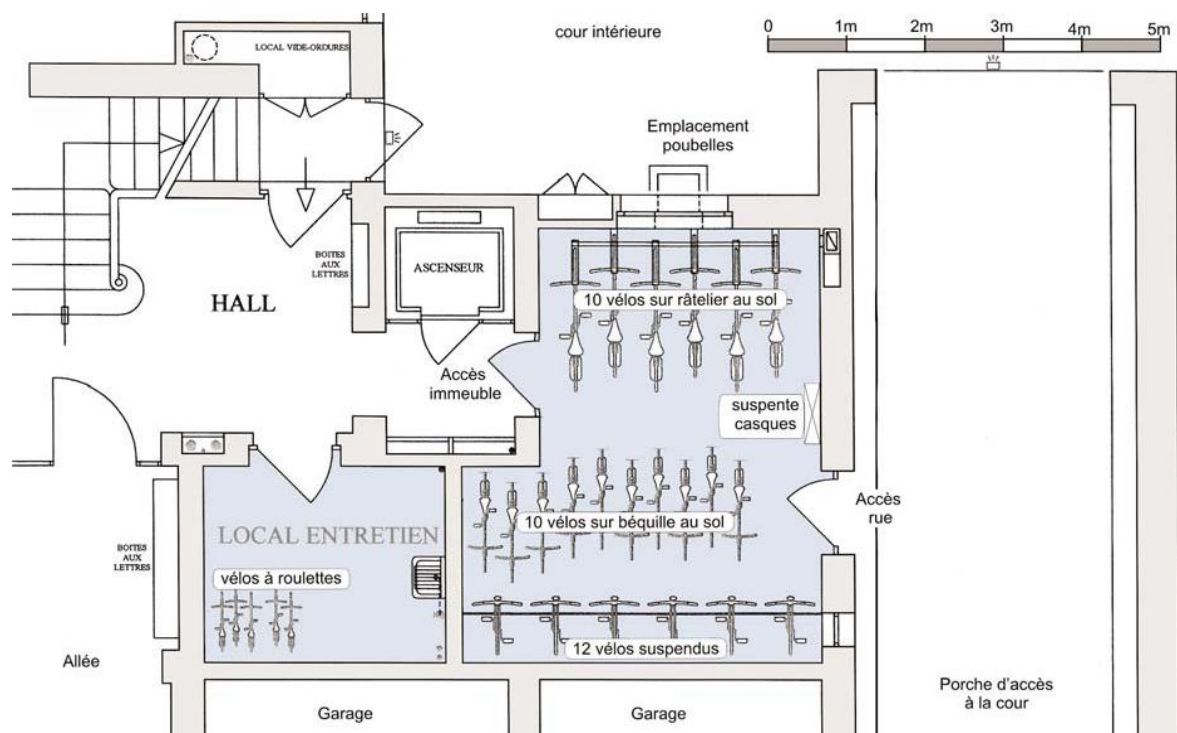 cour intérieure
0 1m 2m 3m 4m 5m
LOCAL VIDE-ORDURES
Emplacement
poubelles
BOITES
AUX
LETTRES
ASCENSEUR
HALL
10 vélos sur râtelier au sol
Accès
immeuble
suspente
casques
Accès
rue
10 vélos sur béquille au sol
LOCAL ENTRETIEN
BOITES
AUX
LETTRES
vélos à roulettes
12 vélos suspendus
Allée
Garage
Garage
Porche d'accès
à la cour